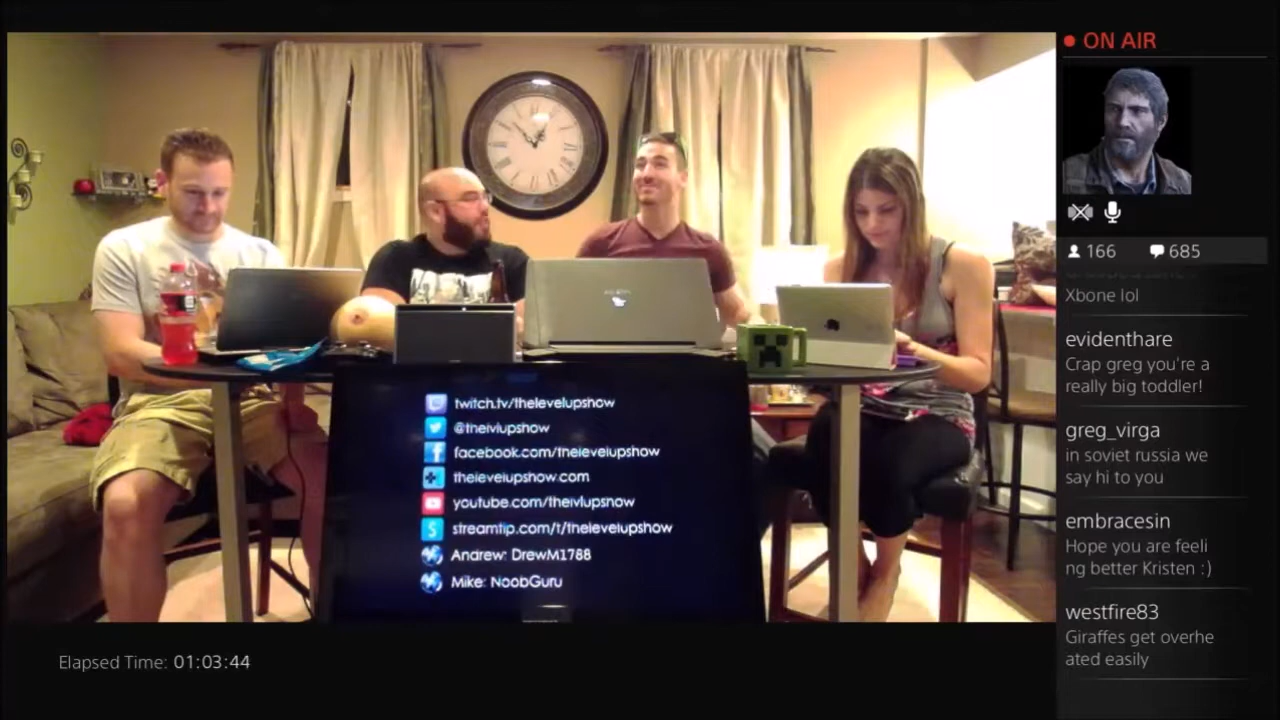 ON AIR
166 685
Xbone lol
evidenthare
Crap greg you're a
really big toddler!
greg_virga
in soviet russia we
say hi to you
embracesin
Hope you are feeli
ng better Kristen :)
westfire83
Giraffes get overhe
ated easily
twitch.tv/thelevelupshow
@thelvlupshow
facebook.com/thelevelupshow
thelevelupshow.com
youtube.com/thelvlupshow
streamtip.com/t/thelevelupshow
Andrew: DrewM1788
Mike: NoobGuru
Elapsed Time: 01:03:44